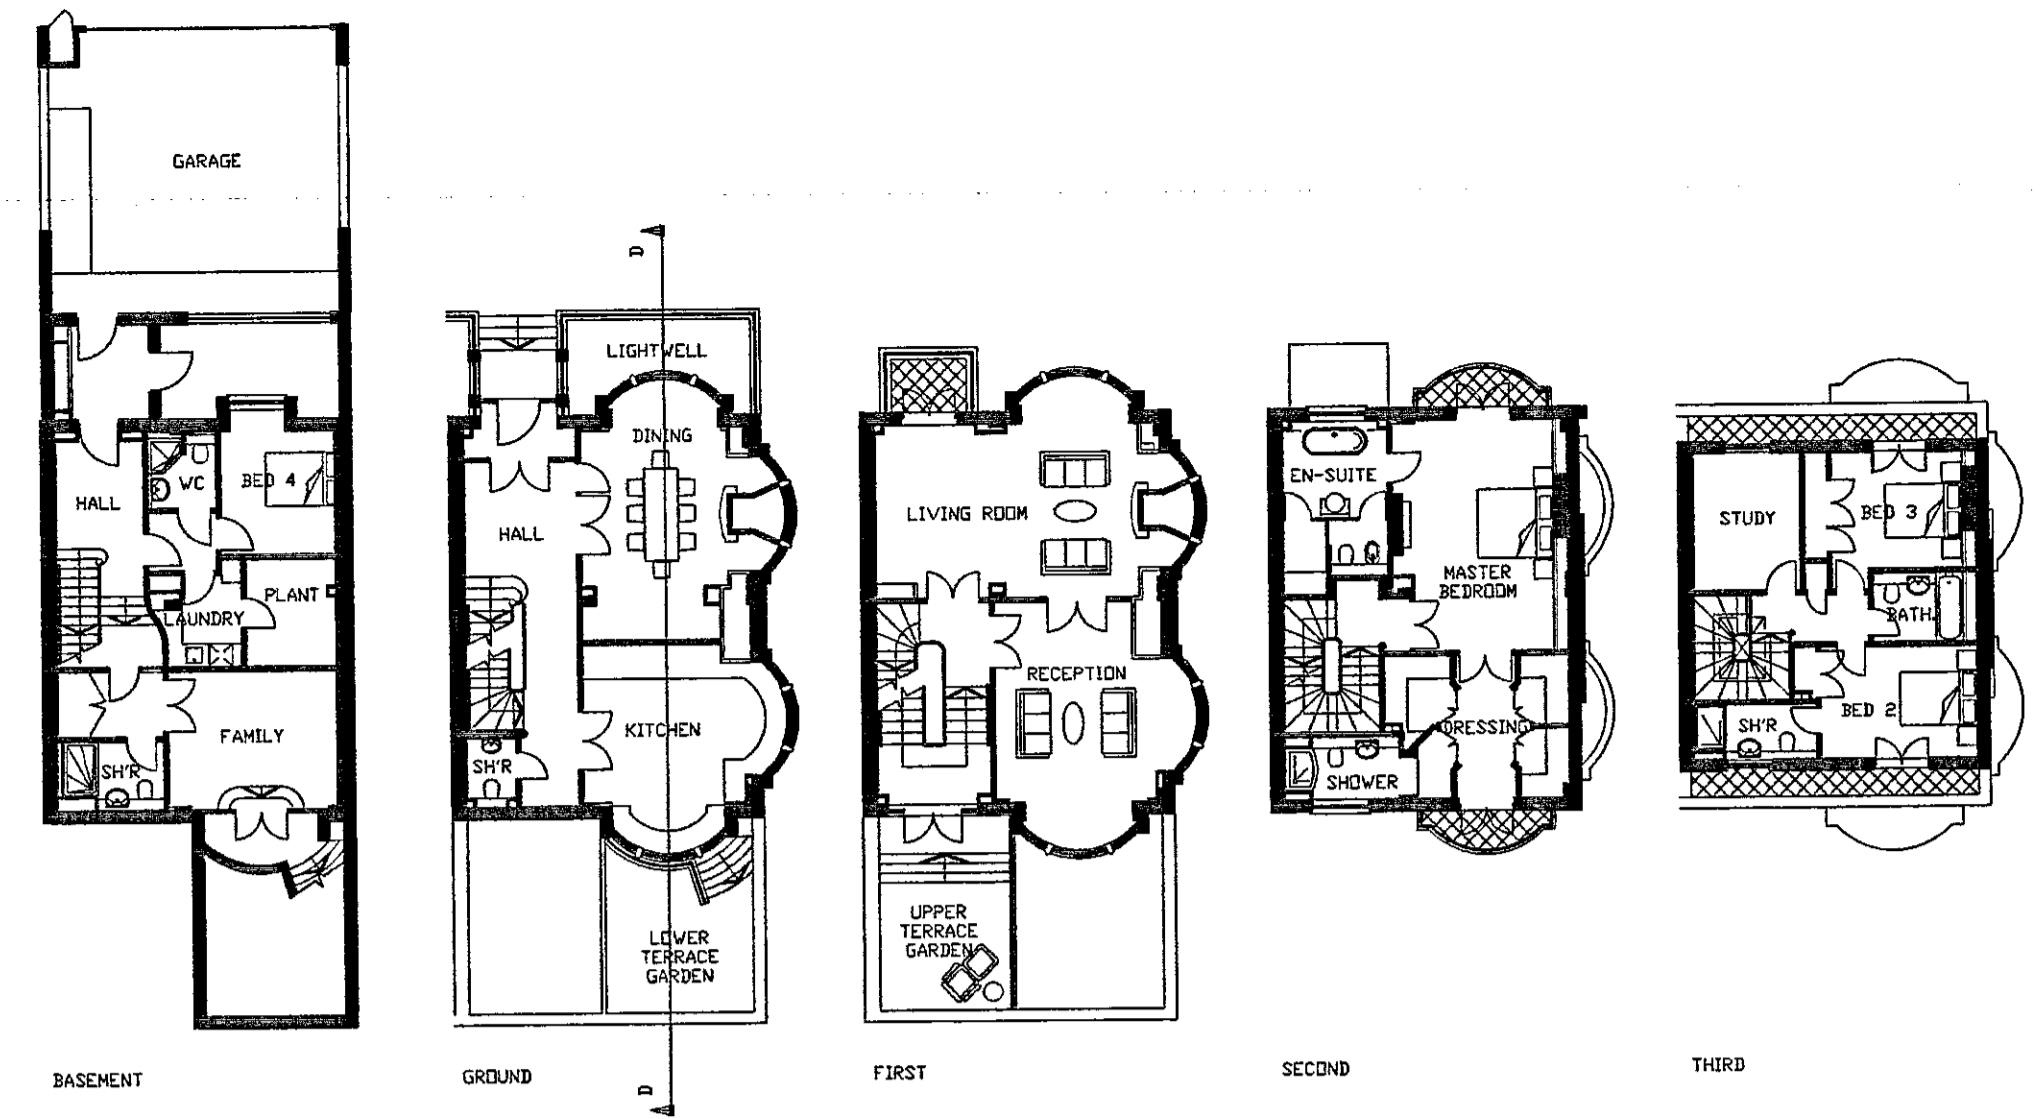 GARAGE
WC
BED 4
HALL
PLANT
LAUNDRY
FAMILY
SH'R
BASEMENT
D
LIGHTWELL
DINING
HALL
KITCHEN
SH'R
LOWER
TERRACE
GARDEN
GROUND
D
LIVING ROOM
RECEPTION
UPPER
TERRACE
GARDEN
FIRST
EN-SUITE
MASTER
BEDROOM
DRESSING
SHOWER
SECOND
STUDY
BED 3
BATH.
BED 2
SH'R
THIRD